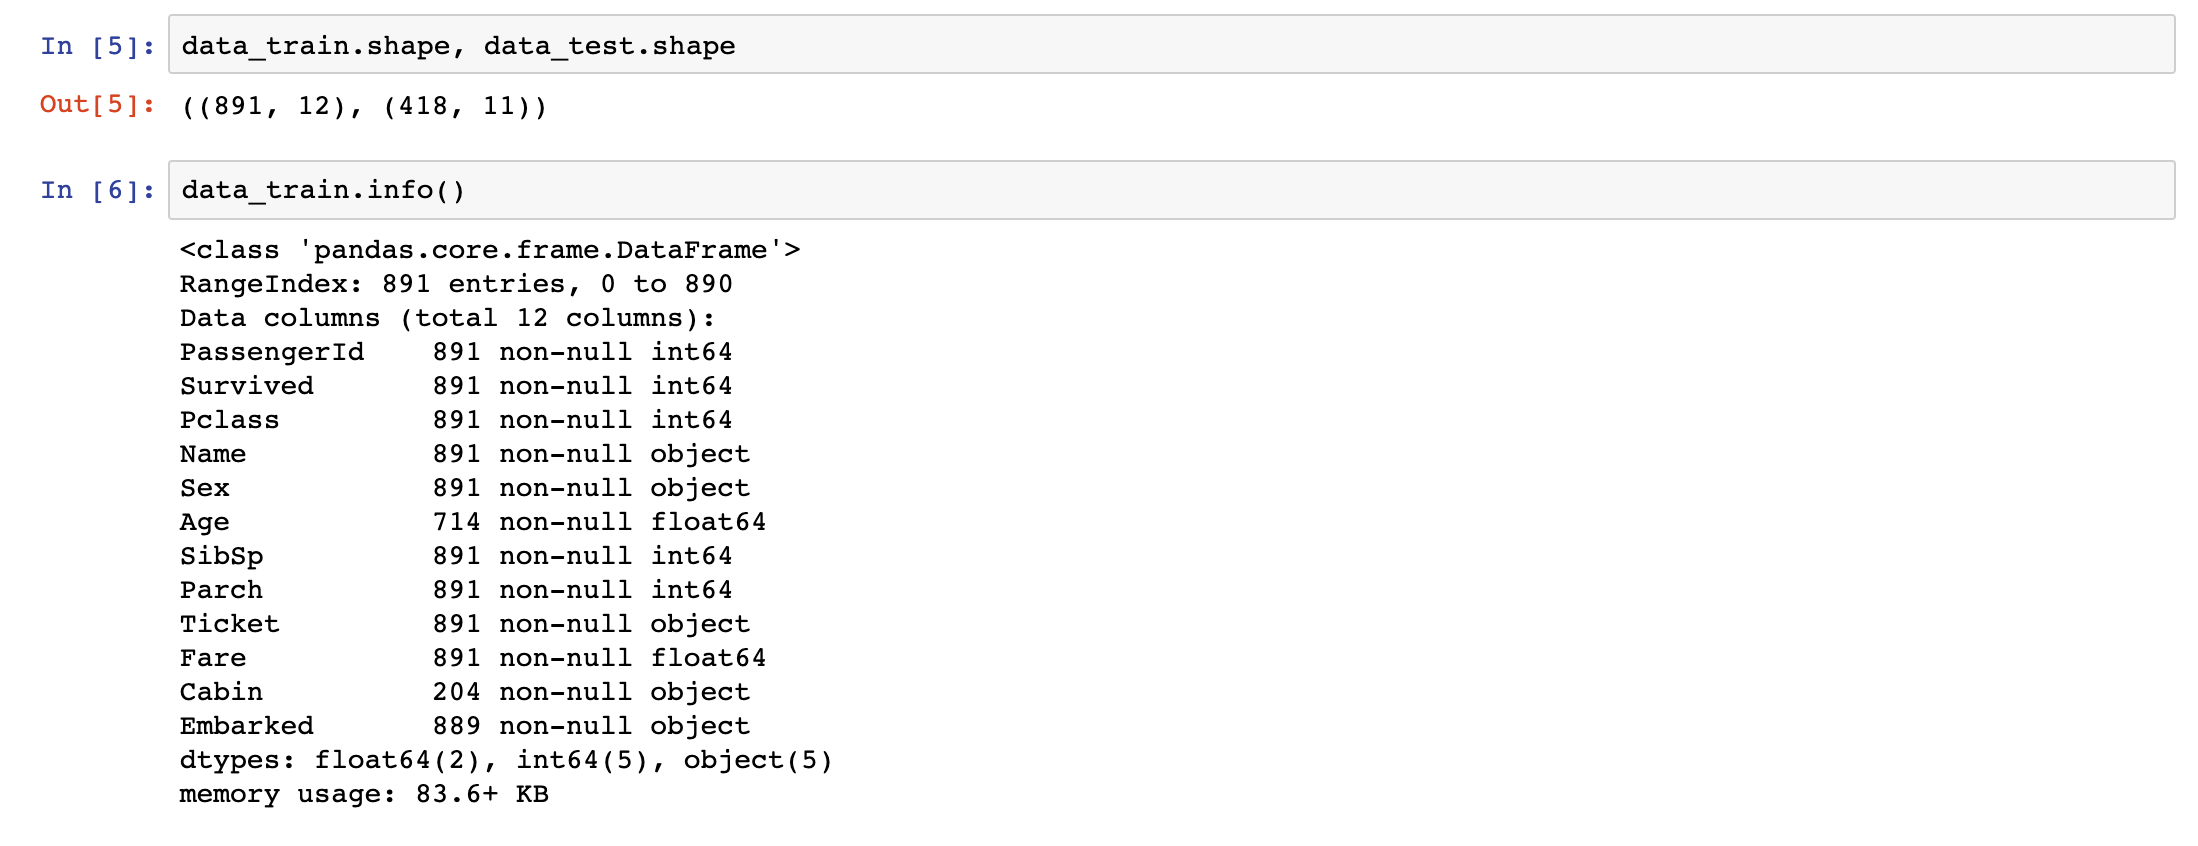 In [5]: data_train.shape, data_test.shape
Out[5]: ((891, 12), (418, 11))
In [6]: data_train.info()
<class 'pandas.core.frame.DataFrame'>
RangeIndex: 891 entries, 0 to 890
Data columns (total 12 columns):
PassengerId    891 non-null int64
Survived       891 non-null int64
Pclass         891 non-null int64
Name           891 non-null object
Sex            891 non-null object
Age            714 non-null float64
SibSp          891 non-null int64
Parch          891 non-null int64
Ticket         891 non-null object
Fare           891 non-null float64
Cabin          204 non-null object
Embarked       889 non-null object
dtypes: float64(2), int64(5), object(5)
memory usage: 83.6+ KB